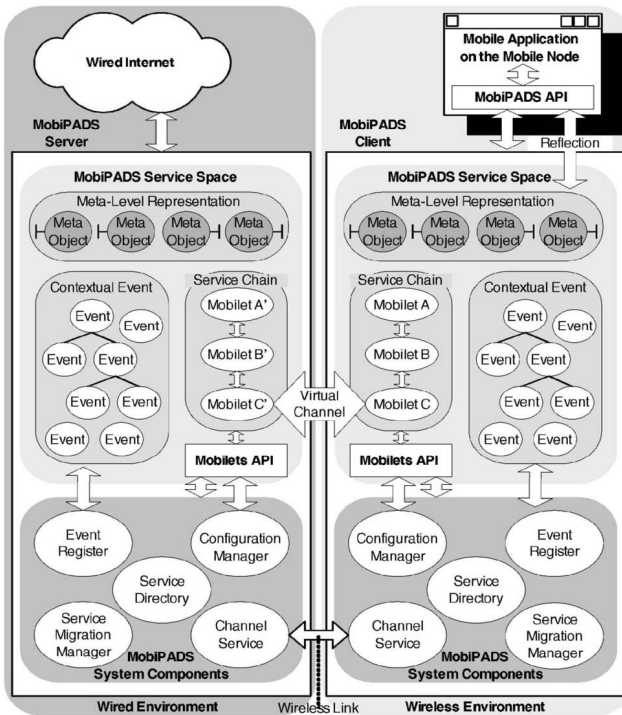 Wired Internet
MobiPADS
Server
MobiPADS Service Space
Meta-Level Representation
Meta
Object
Meta
Object
Meta
Object
Meta
Object
Contextual Event
Event
Event
Event
Event
Event
Event
Event
Event
Service Chain
Mobilet A'
Mobilet B'
Mobilet C'
Mobilets API
Event
Register
Configuration
Manager
Service
Directory
Service
Migration
Manager
Channel
Service
MobiPADS
System Components
Wired Environment
Virtual
Channel
Wireless Link
Mobile Application
on the Mobile Node
MobiPADS API
MobiPADS
Client
Reflection
MobiPADS Service Space
Meta-Level Representation
Meta
Object
Meta
Object
Meta
Object
Meta
Object
Service Chain
Mobilet A
Mobilet B
Mobilet C
Mobilets API
Contextual Event
Event
Event
Event
Event
Event
Event
Event
Event
Configuration
Manager
Event
Register
Service
Directory
Channel
Service
Service
Migration
Manager
MobiPADS
System Components
Wireless Environment